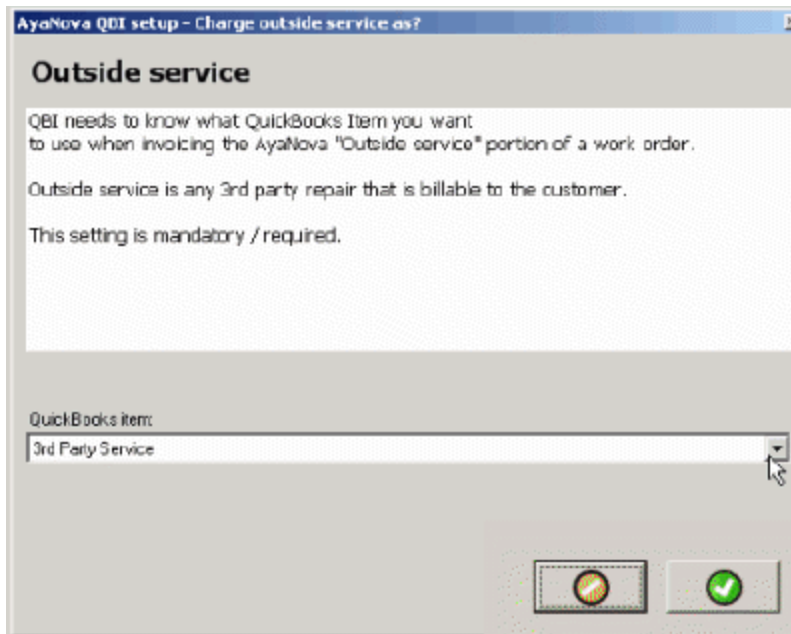 AyaNova QBI setup - Charge outside service as?
Outside service
QBI needs to know what QuickBooks Item you want
to use when invoicing the AyaNova "Outside service" portion of a work order.
Outside service is any 3rd party repair that is billable to the customer.
This setting is mandatory / required.
QuickBooks item:
3rd Party Service